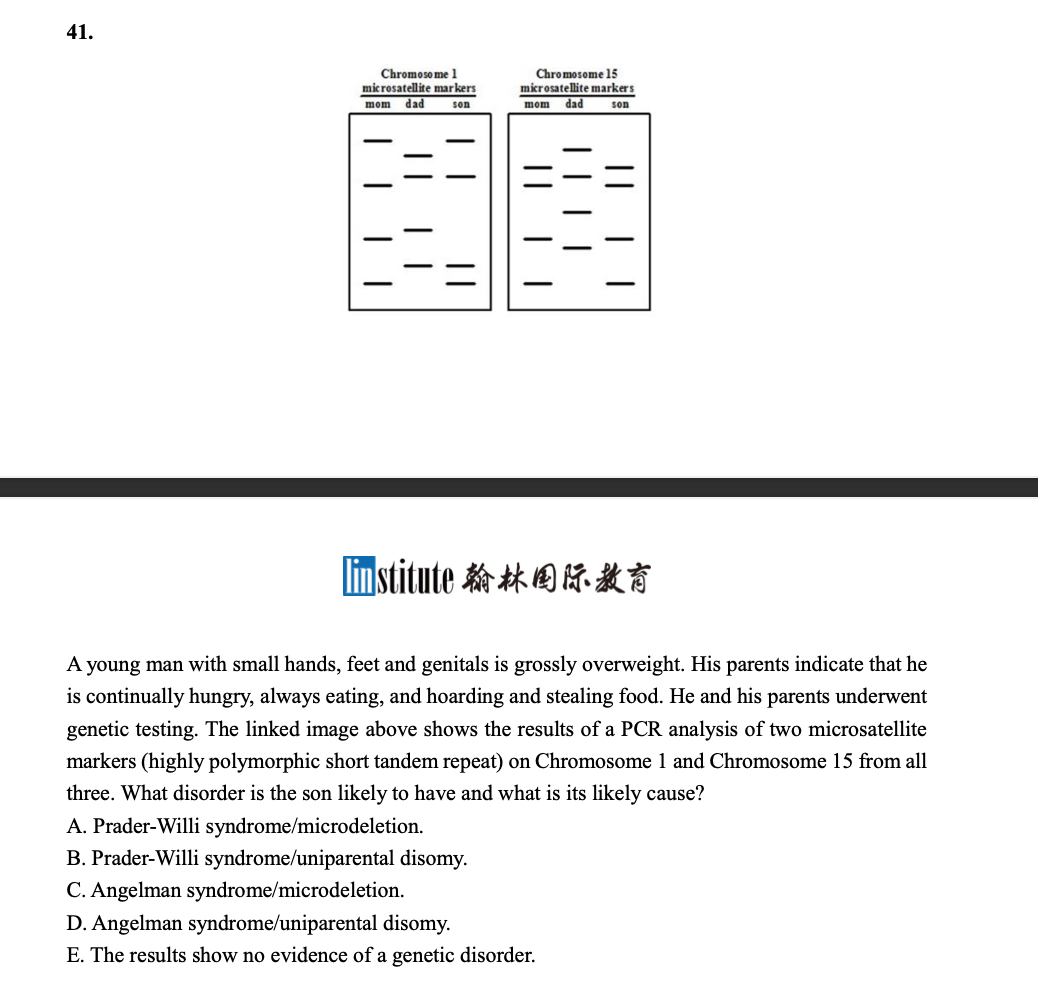 41.
Chromosome 1
microsatellite markers
mom dad son
Chromosome 15
microsatellite markers
mom dad son
linstitute 翰林国际教育
A young man with small hands, feet and genitals is grossly overweight. His parents indicate that he
is continually hungry, always eating, and hoarding and stealing food. He and his parents underwent
genetic testing. The linked image above shows the results of a PCR analysis of two microsatellite
markers (highly polymorphic short tandem repeat) on Chromosome 1 and Chromosome 15 from all
three. What disorder is the son likely to have and what is its likely cause?
A. Prader-Willi syndrome/microdeletion.
B. Prader-Willi syndrome/uniparental disomy.
C. Angelman syndrome/microdeletion.
D. Angelman syndrome/uniparental disomy.
E. The results show no evidence of a genetic disorder.